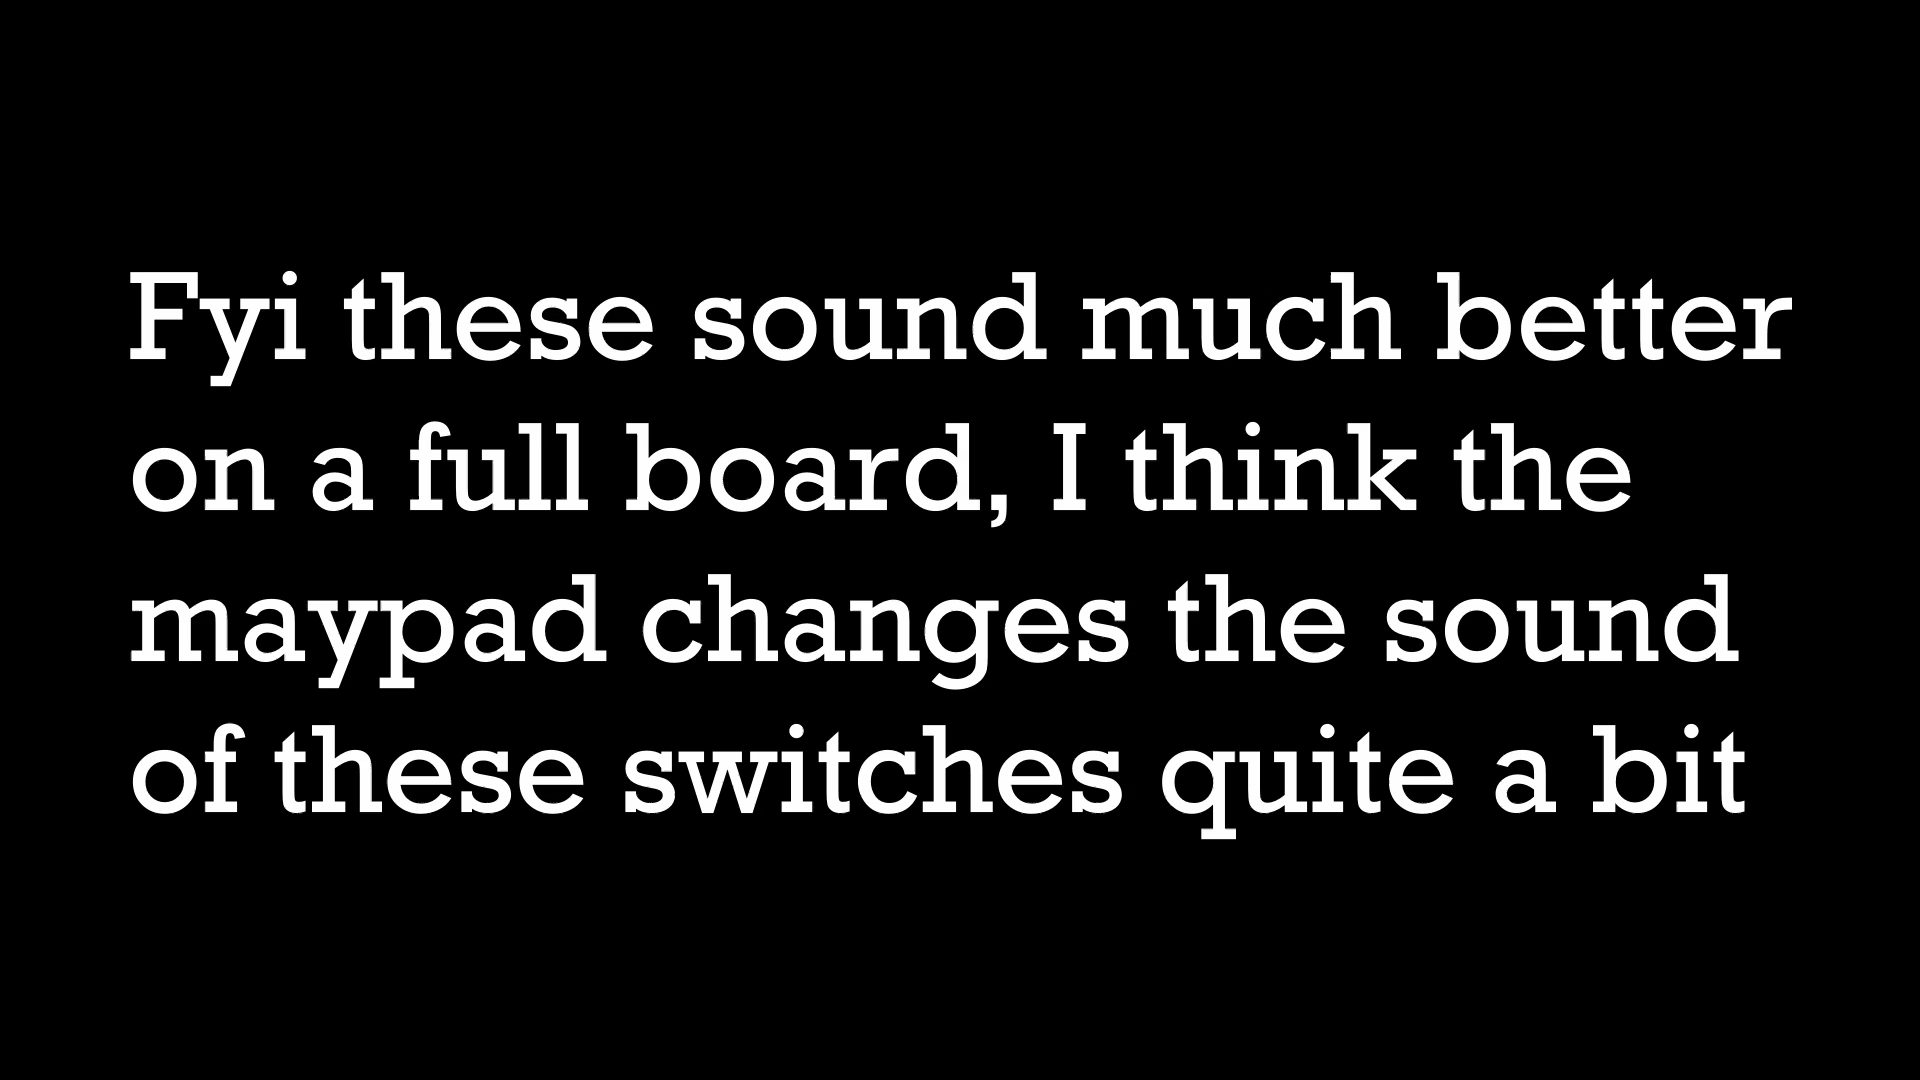 Fyi these sound much better
on a full board, I think the
maypad changes the sound
of these switches quite a bit